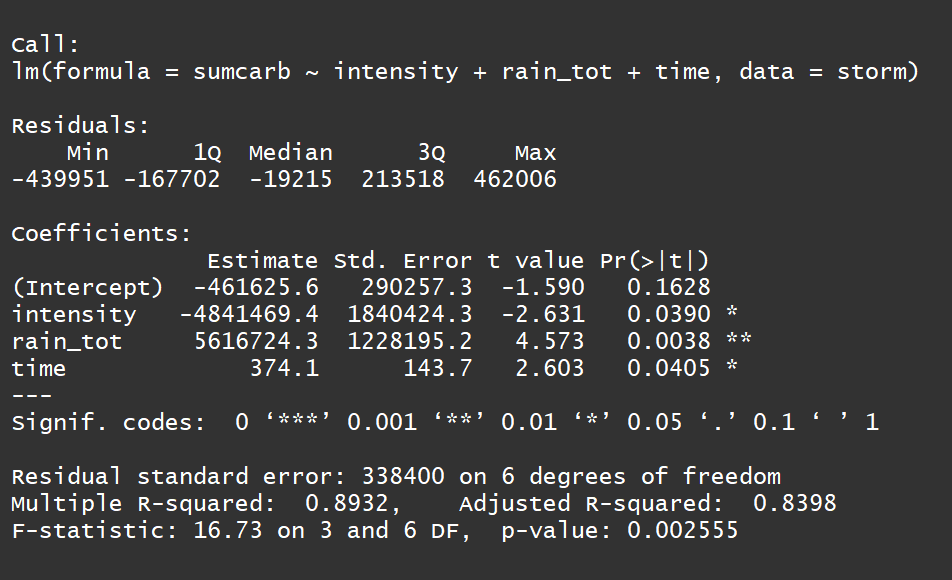 Call:
lm(formula = sumcarb ~ intensity + rain_tot + time, data = storm)
Residuals:
    Min      1Q  Median      3Q     Max
-439951 -167702  -19215  213518  462006
Coefficients:
              Estimate Std. Error t value Pr(>|t|)
(Intercept)  -461625.6   290257.3  -1.590   0.1628
intensity   -4841469.4  1840424.3  -2.631   0.0390 *
rain_tot     5616724.3  1228195.2   4.573   0.0038 **
time             374.1      143.7   2.603   0.0405 *
---
Signif. codes:  0 ‘***’ 0.001 ‘**’ 0.01 ‘*’ 0.05 ‘.’ 0.1 ‘ ’ 1
Residual standard error: 338400 on 6 degrees of freedom
Multiple R-squared:  0.8932,    Adjusted R-squared:  0.8398
F-statistic: 16.73 on 3 and 6 DF,  p-value: 0.002555